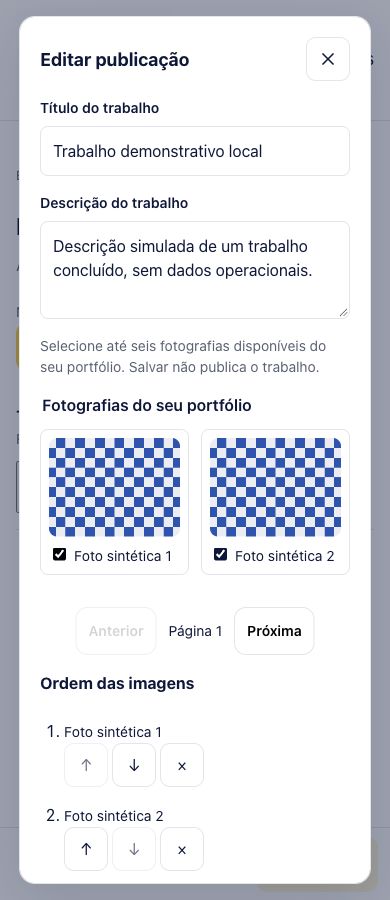 Editar publicação
×
Título do trabalho
Trabalho demonstrativo local
Descrição do trabalho
Descrição simulada de um trabalho
concluído, sem dados operacionais.
Selecione até seis fotografias disponíveis do
seu portfólio. Salvar não publica o trabalho.
Fotografias do seu portfólio
Foto sintética 1
Foto sintética 2
Anterior
Página 1
Próxima
Ordem das imagens
1. Foto sintética 1
↑ ↓ ×
2. Foto sintética 2
↑ ↓ ×